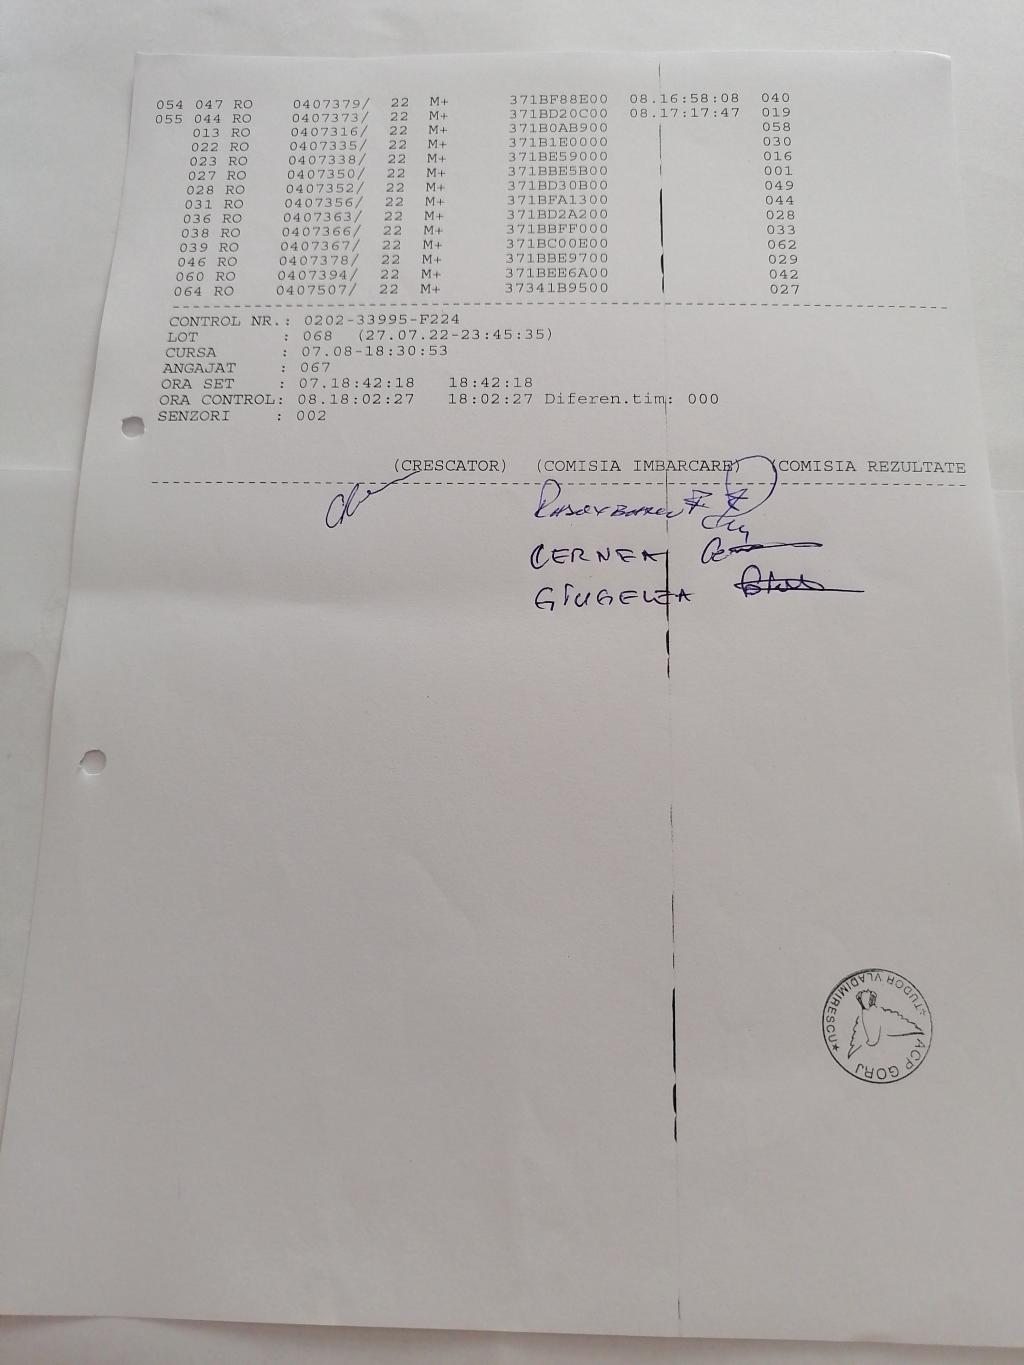 054 047 RO 0407379/ 22 M+ 371BF88E00 08.16:58:08 040
055 044 RO 0407373/ 22 M+ 371BD20C00 08.17:17:47 019
013 RO 0407316/ 22 M+ 371B0AB900 058
022 RO 0407335/ 22 M+ 371B1E0000 030
023 RO 0407338/ 22 M+ 371BE59000 016
027 RO 0407350/ 22 M+ 371BBE5B00 001
028 RO 0407352/ 22 M+ 371BD30B00 049
031 RO 0407356/ 22 M+ 371BFA1300 044
036 RO 0407363/ 22 M+ 371BD2A200 028
038 RO 0407366/ 22 M+ 371BBFF000 033
039 RO 0407367/ 22 M+ 371BC00E00 062
046 RO 0407378/ 22 M+ 371BBE9700 029
060 RO 0407394/ 22 M+ 371BEE6A00 042
064 RO 0407507/ 22 M+ 37341B9500 027
CONTROL NR.: 0202-33995-F224
LOT : 068 (27.07.22-23:45:35)
CURSA : 07.08-18:30:53
ANGAJAT : 067
ORA SET : 07.18:42:18 18:42:18
ORA CONTROL: 08.18:02:27 18:02:27 Diferen.tim: 000
SENZORI : 002
(CRESCATOR) (COMISIA IMBARCARE) (COMISIA REZULTATE
CERNEA
GIUGELEA
*TUDOR VLADIMIRESCU*
ACP GORJ